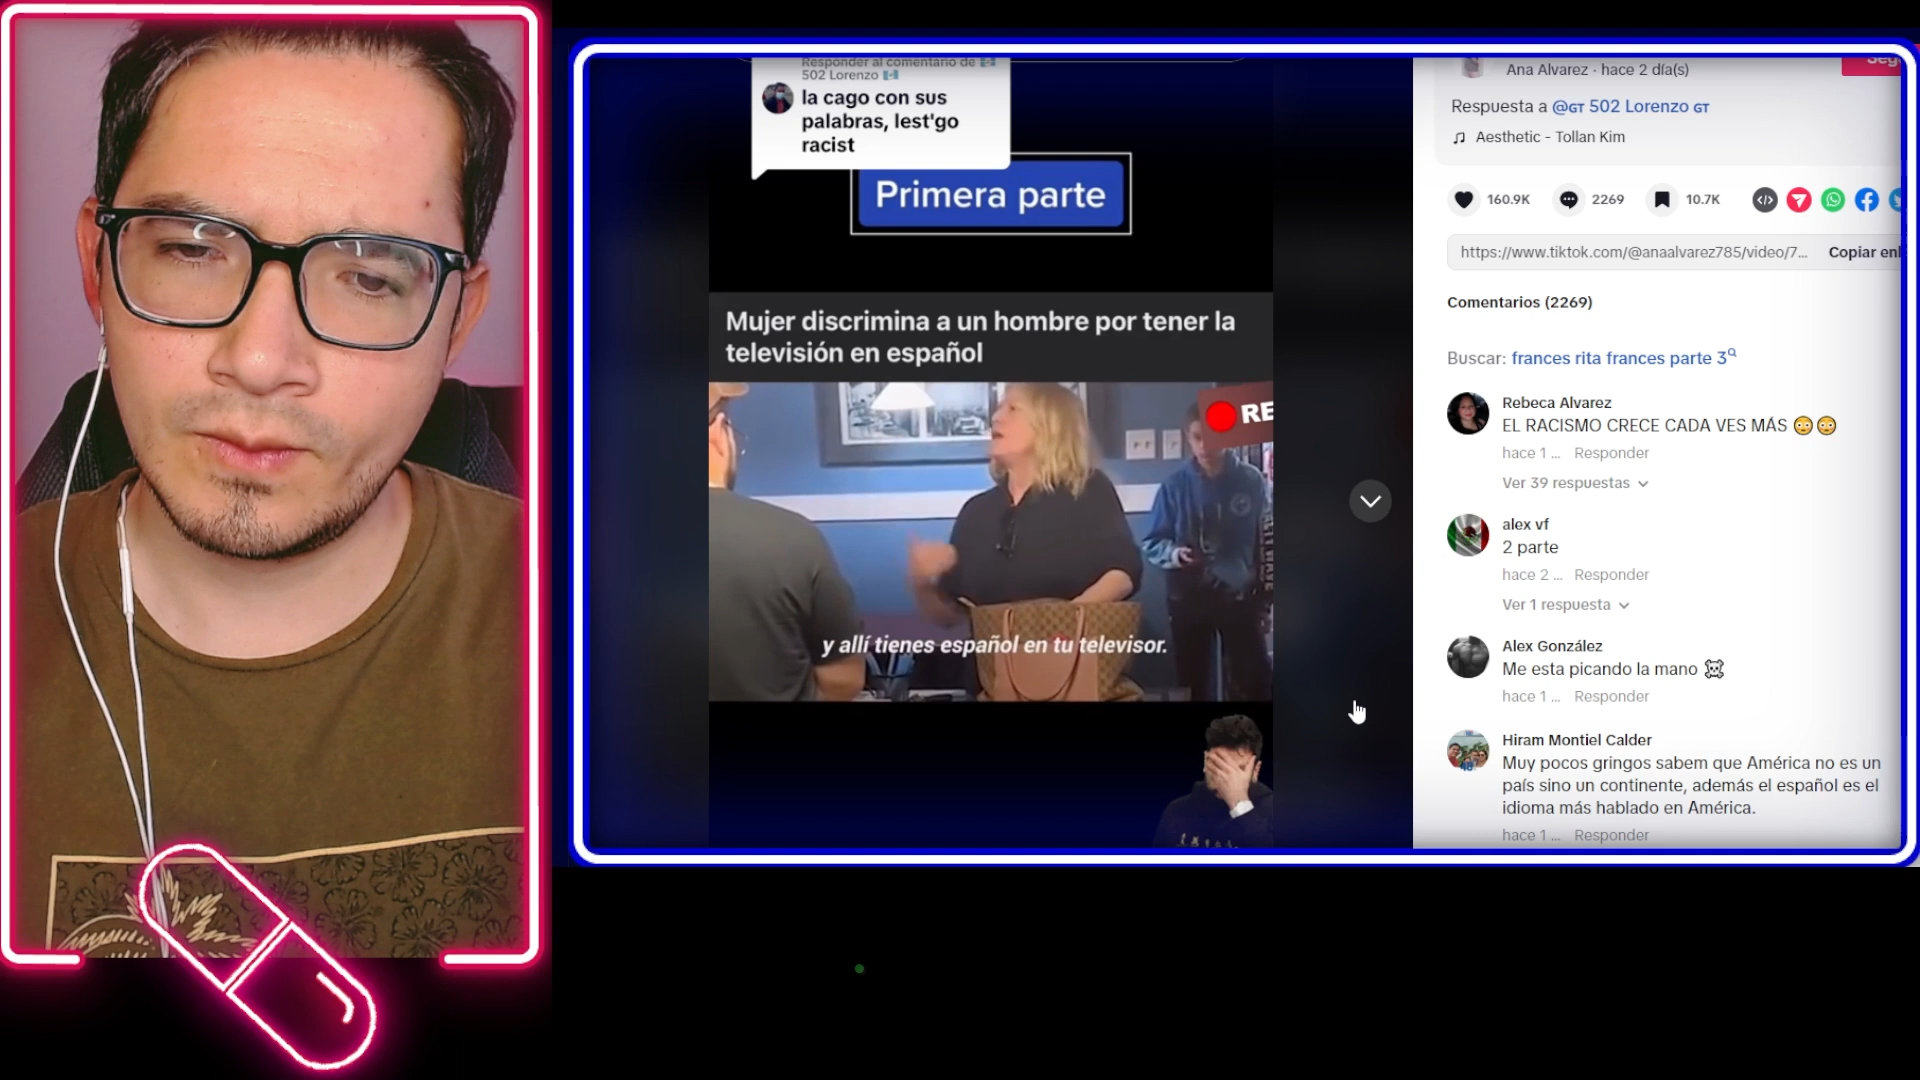 Responder al comentario de
502 Lorenzo
la cago con sus
palabras, lest'go
racist
Primera parte
Mujer discrimina a un hombre por tener la
televisión en español
y allí tienes español en tu televisor.
Ana Alvarez · hace 2 día(s)
Respuesta a @GT 502 Lorenzo GT
Aesthetic - Tollan Kim
160.9K
2269
10.7K
https://www.tiktok.com/@anaalvarez785/video/7...
Copiar enl
Comentarios (2269)
Buscar: frances rita frances parte 3
Rebeca Alvarez
EL RACISMO CRECE CADA VES MÁS 😳😳
hace 1 ... Responder
Ver 39 respuestas
alex vf
2 parte
hace 2 ... Responder
Ver 1 respuesta
Alex González
Me esta picando la mano ☠
hace 1 ... Responder
Hiram Montiel Calder
Muy pocos gringos sabem que América no es un
país sino un continente, además el español es el
idioma más hablado en América.
hace 1 ... Responder